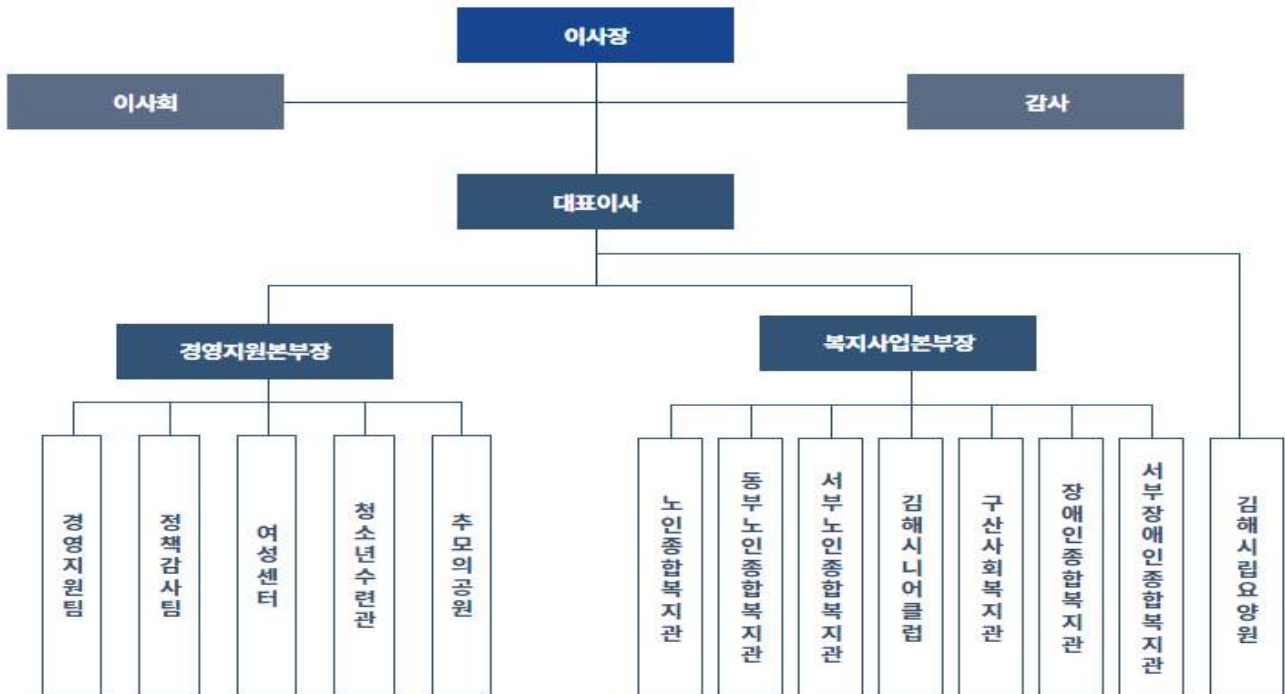 이사장
이사회
감사
대표이사
경영지원본부장
복지사업본부장
경영지원팀
정책감사팀
여성센터
청소년수련관
추모의공원
노인종합복지관
동부노인종합복지관
서부노인종합복지관
김해시니어클럽
구산사회복지관
장애인종합복지관
서부장애인종합복지관
김해시립요양원